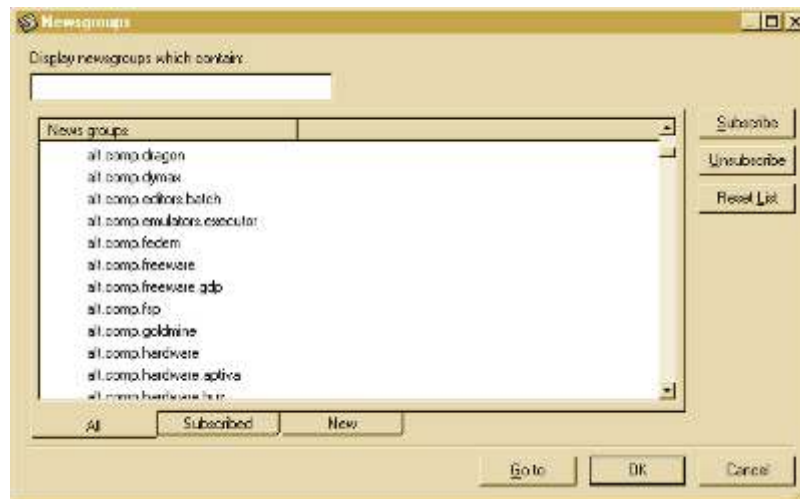 Newsgroups
Display newsgroups which contain:
News groups
Subscribe
alt.comp.dragon
Unsubscribe
alt.comp.dymax
Reset List
alt.comp.editors.batch
alt.comp.emulators.executor
alt.comp.fedem
alt.comp.freeware
alt.comp.freeware.gdp
alt.comp.fsp
alt.comp.goldmine
alt.comp.hardware
alt.comp.hardware.aptiva
All
Subscribed
New
Go to
OK
Cancel